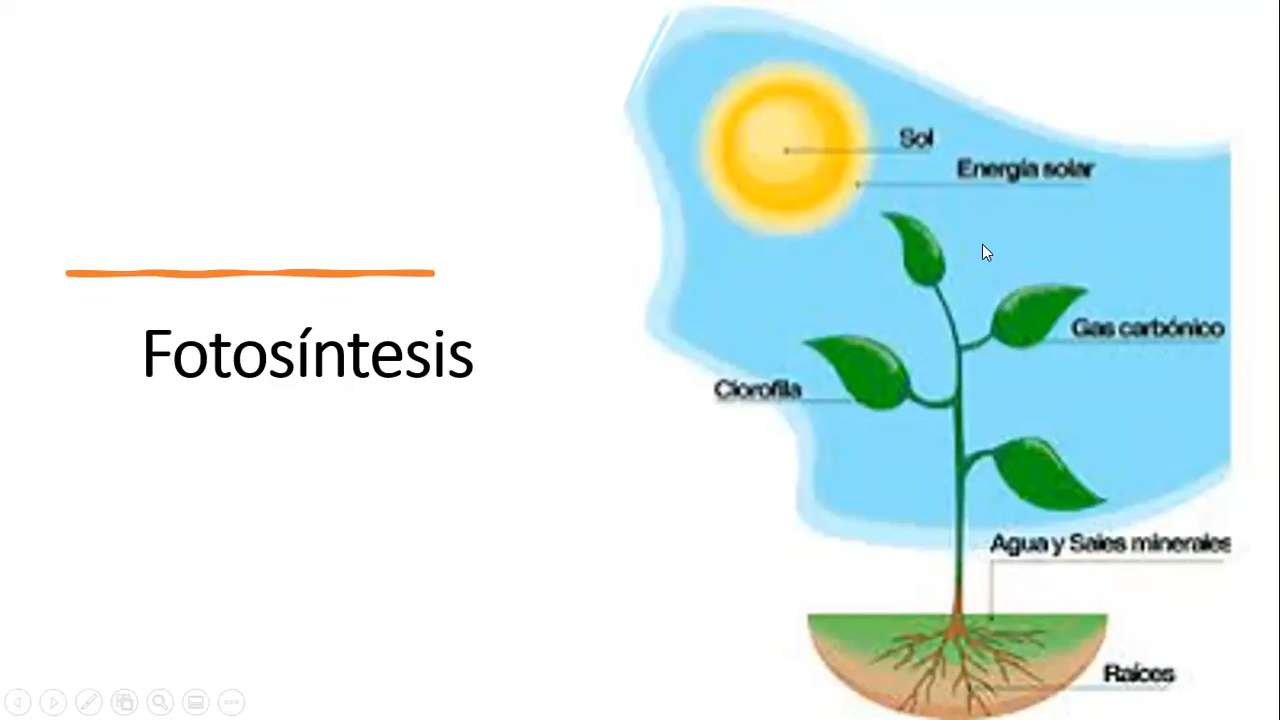 Fotosíntesis
Sol
Energía solar
Gas carbónico
Clorofila
Agua y Sales minerales
Raíces